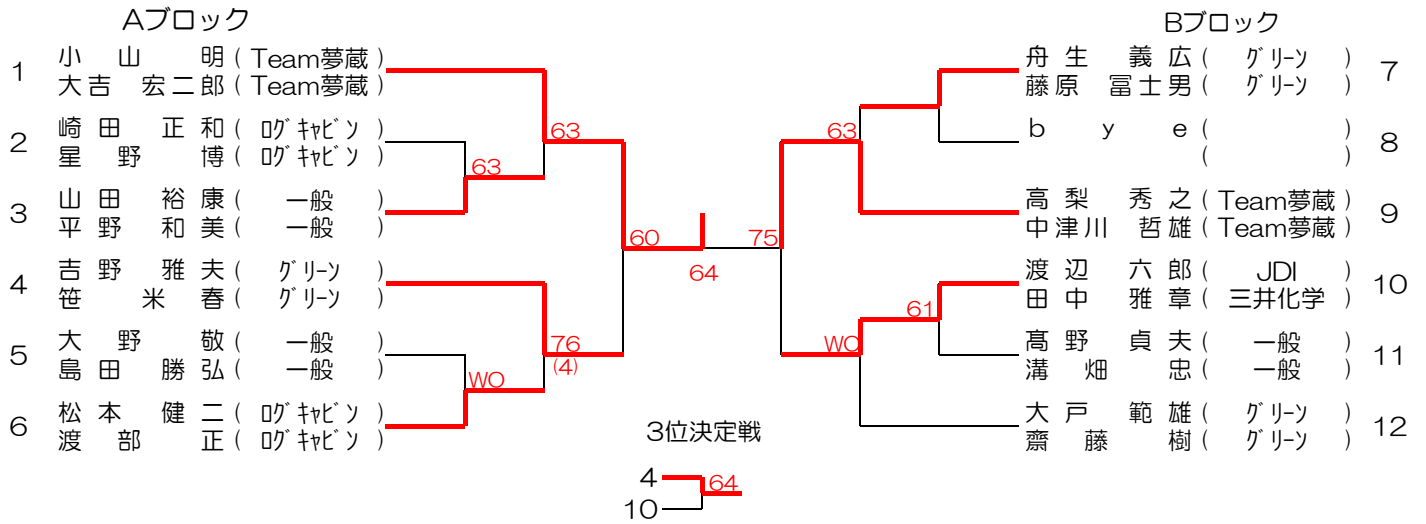 Aブロック
1 小山 明 ( Team夢蔵 )
大吉 宏二郎 ( Team夢蔵 )
2 崎田 正和 ( ログキャビン )
星野 博 ( ログキャビン )
3 山田 裕康 ( 一般 )
平野 和美 ( 一般 )
4 吉野 雅夫 ( グリーン )
笹 米春 ( グリーン )
5 大野 敬 ( 一般 )
島田 勝弘 ( 一般 )
6 松本 健二 ( ログキャビン )
渡部 正 ( ログキャビン )
63
63
76
(4)
WO
60
64
75
63
61
WO
Bブロック
舟生 義広 ( グリーン ) 7
藤原 冨士男 ( グリーン )
bye ( ) 8
( )
高梨 秀之 ( Team夢蔵 ) 9
中津川 哲雄 ( Team夢蔵 )
渡辺 六郎 ( JDI ) 10
田中 雅章 ( 三井化学 )
髙野 貞夫 ( 一般 ) 11
溝畑 忠 ( 一般 )
大戸 範雄 ( グリーン ) 12
齋藤 樹 ( グリーン )
3位決定戦
4 64
10